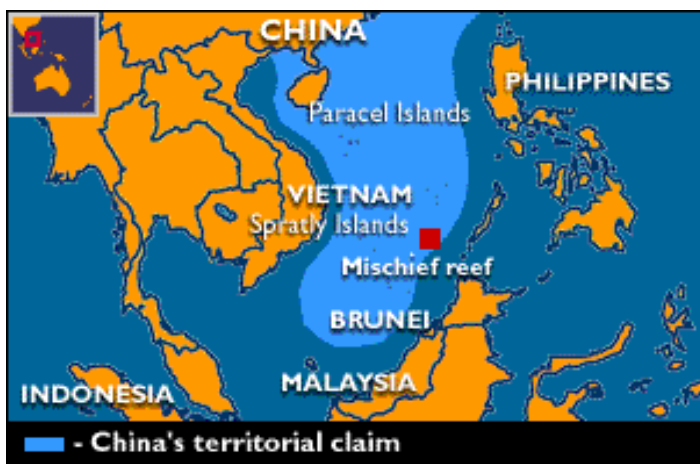 CHINA
PHILIPPINES
Paracel Islands
VIETNAM
Spratly Islands
Mischief reef
BRUNEI
MALAYSIA
INDONESIA
- China's territorial claim